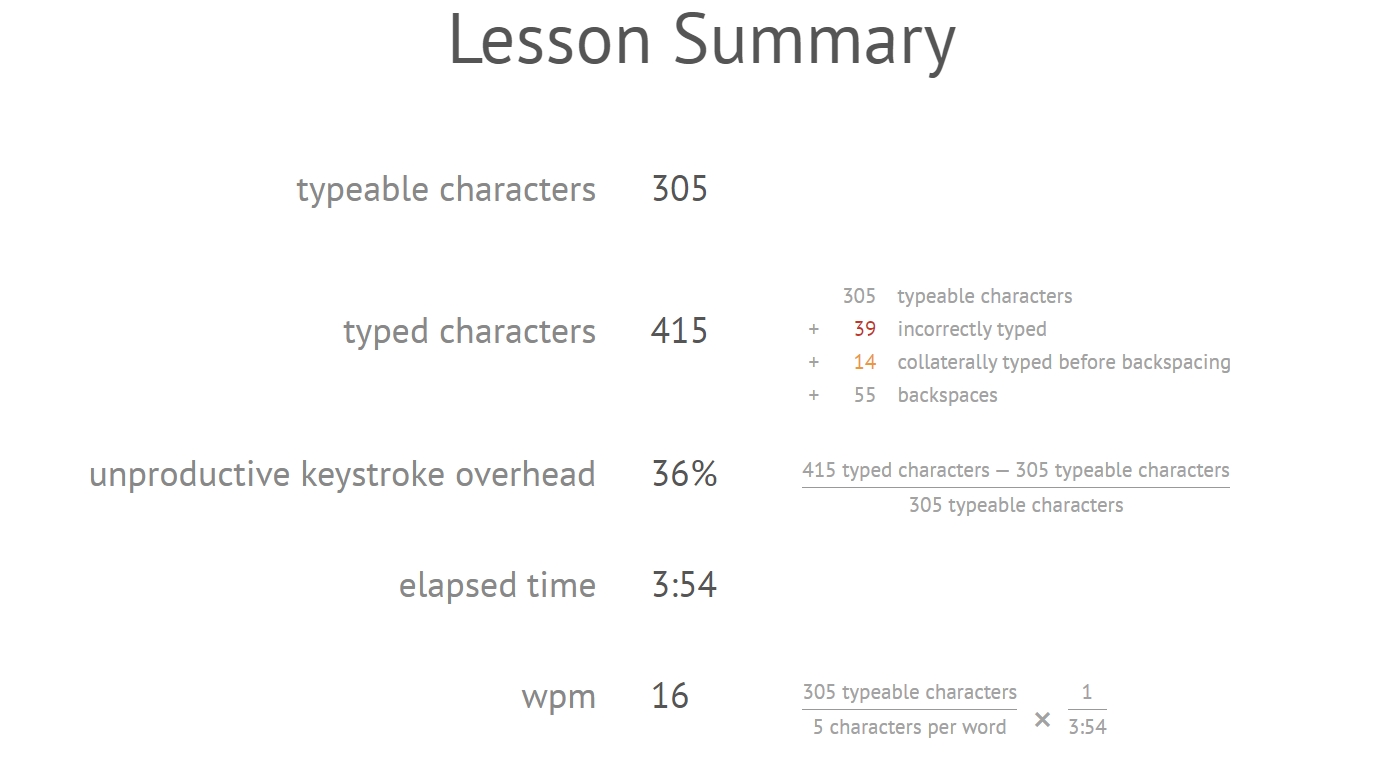 Lesson Summary
typeable characters 305
typed characters 415
305 typeable characters
+ 39 incorrectly typed
+ 14 collaterally typed before backspacing
+ 55 backspaces
unproductive keystroke overhead 36%
415 typed characters — 305 typeable characters
305 typeable characters
elapsed time 3:54
wpm 16
305 typeable characters
5 characters per word
×
1
3:54